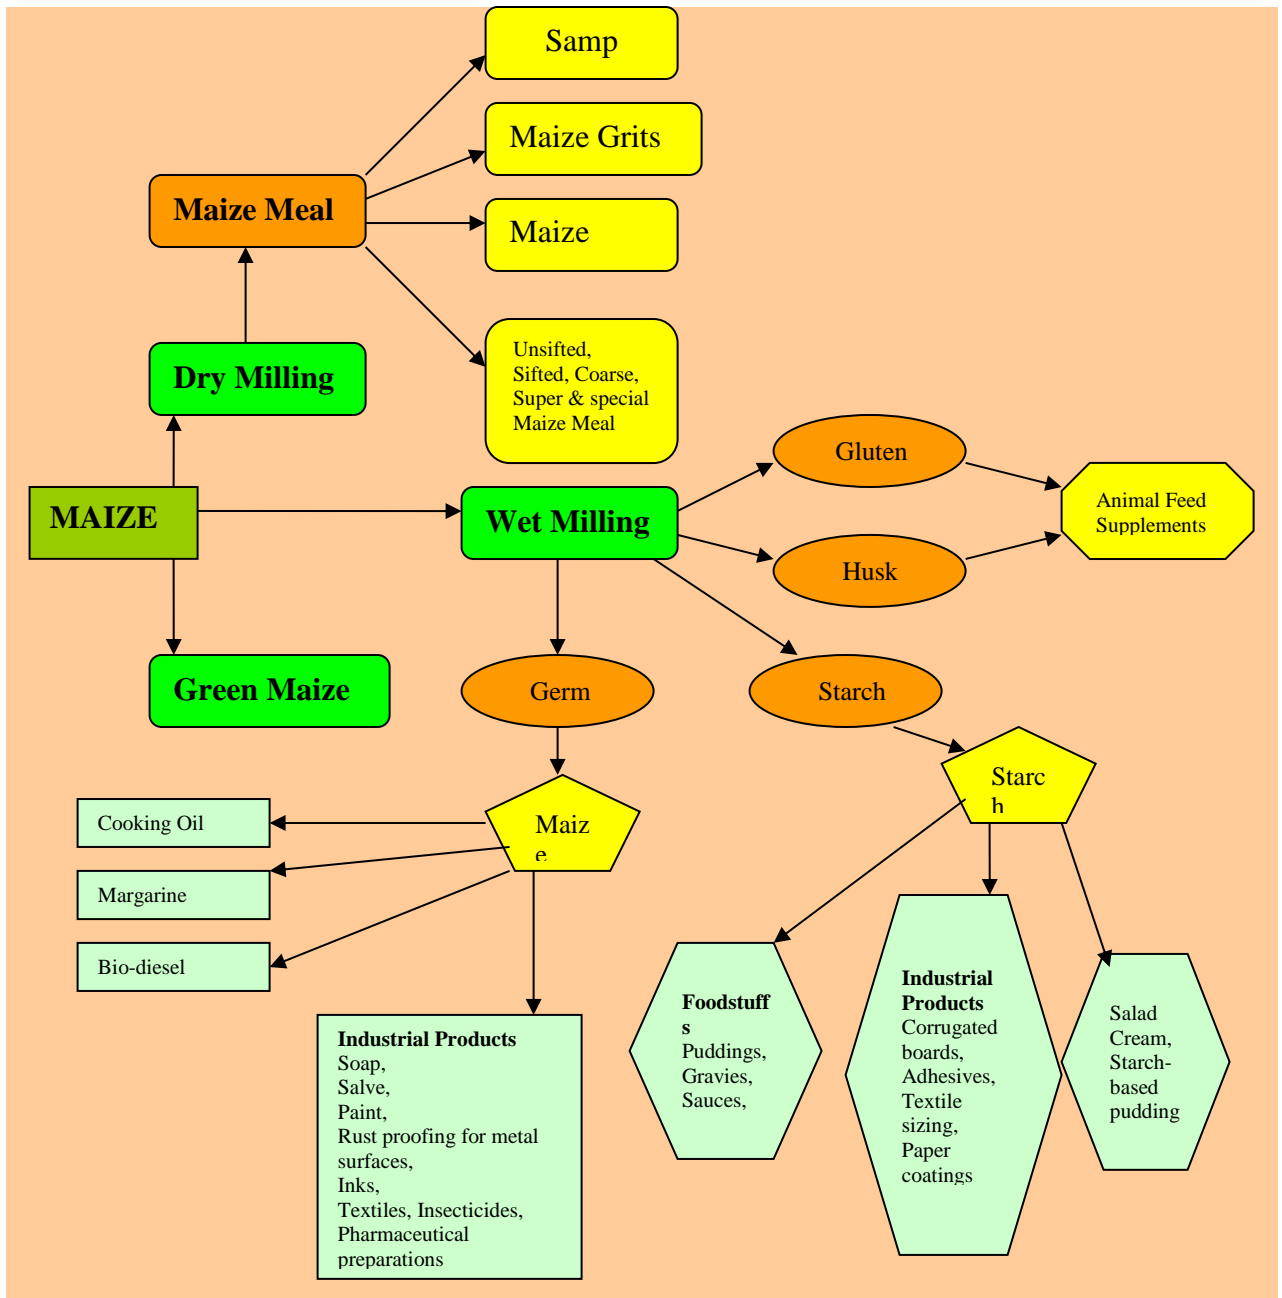 Samp
Maize Grits
Maize Meal
Maize
Unsifted,
Sifted, Coarse,
Super & special
Maize Meal
Dry Milling
Gluten
MAIZE
Wet Milling
Animal Feed
Supplements
Husk
Green Maize
Germ
Starch
Starc
h
Maiz
e
Cooking Oil
Margarine
Bio-diesel
Industrial Products
Soap,
Salve,
Paint,
Rust proofing for metal
surfaces,
Inks,
Textiles, Insecticides,
Pharmaceutical
preparations
Foodstuff
s
Puddings,
Gravies,
Sauces,
Industrial
Products
Corrugated
boards,
Adhesives,
Textile
sizing,
Paper
coatings
Salad
Cream,
Starch-
based
pudding